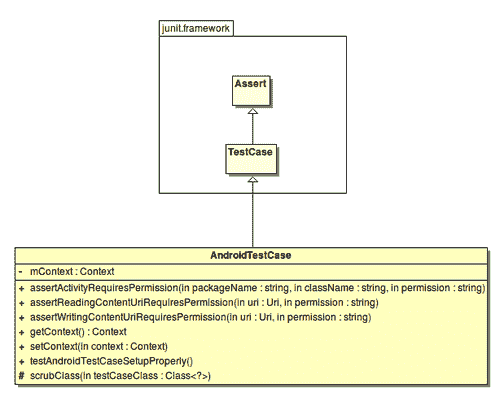 junit.framework
Assert
TestCase
AndroidTestCase
- mContext : Context
+ assertActivityRequiresPermission(in packageName : string, in className : string, in permission : string)
+ assertReadingContentUriRequiresPermission(in uri : Uri, in permission : string)
+ assertWritingContentUriRequiresPermission(in uri : Uri, in permission : string)
+ getContext() : Context
+ setContext(in context : Context)
+ testAndroidTestCaseSetupProperly()
# scrubClass(in testCaseClass : Class<?>)